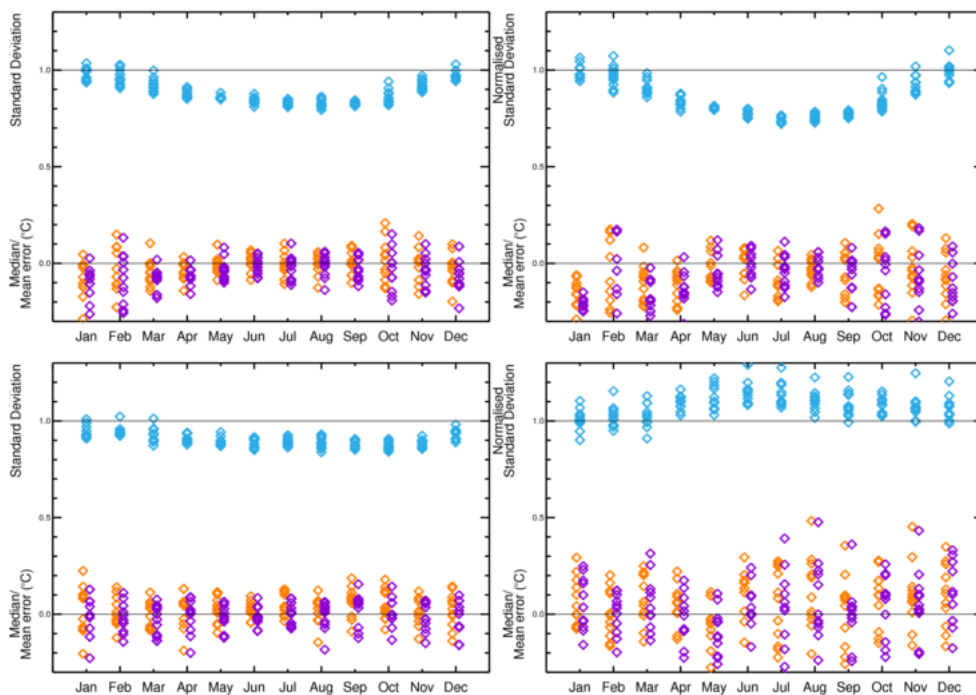 Standard Deviation
1.0
0.5
Median/
Mean error (°C)
0.0
Jan Feb Mar Apr May Jun Jul Aug Sep Oct Nov Dec
Normalised
Standard Deviation
1.0
0.5
Median/
Mean error (°C)
0.0
Jan Feb Mar Apr May Jun Jul Aug Sep Oct Nov Dec
Standard Deviation
1.0
0.5
Median/
Mean error (°C)
0.0
Jan Feb Mar Apr May Jun Jul Aug Sep Oct Nov Dec
Normalised
Standard Deviation
1.0
0.5
Median/
Mean error (°C)
0.0
Jan Feb Mar Apr May Jun Jul Aug Sep Oct Nov Dec